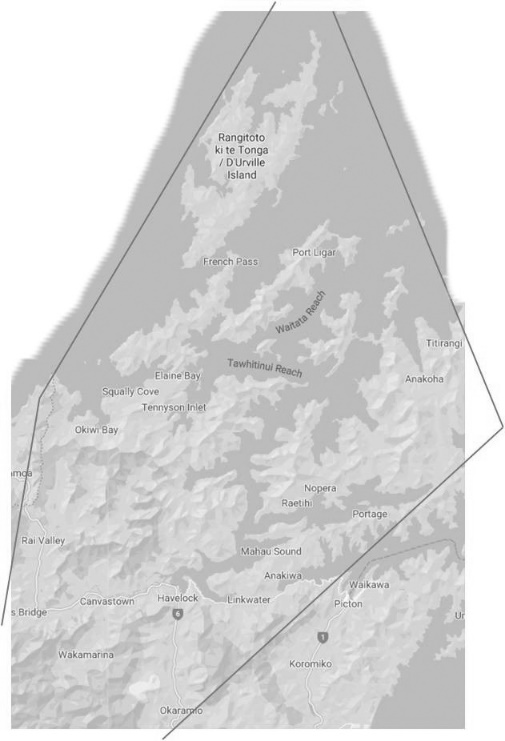 Rangitoto
ki te Tonga
/ D'Urville
Island
French Pass
Port Ligar
Waitata Reach
Titirangi
Tawhitinui Reach
Elaine Bay
Anakoha
Squally Cove
Tennyson Inlet
Okiwi Bay
Nopera
Raetihi
Portage
Rai Valley
Mahau Sound
Anakiwa
Waikawa
Canvastown
Havelock
Linkwater
Picton
s Bridge
6
1
Wakamarina
Koromiko
Okaramio